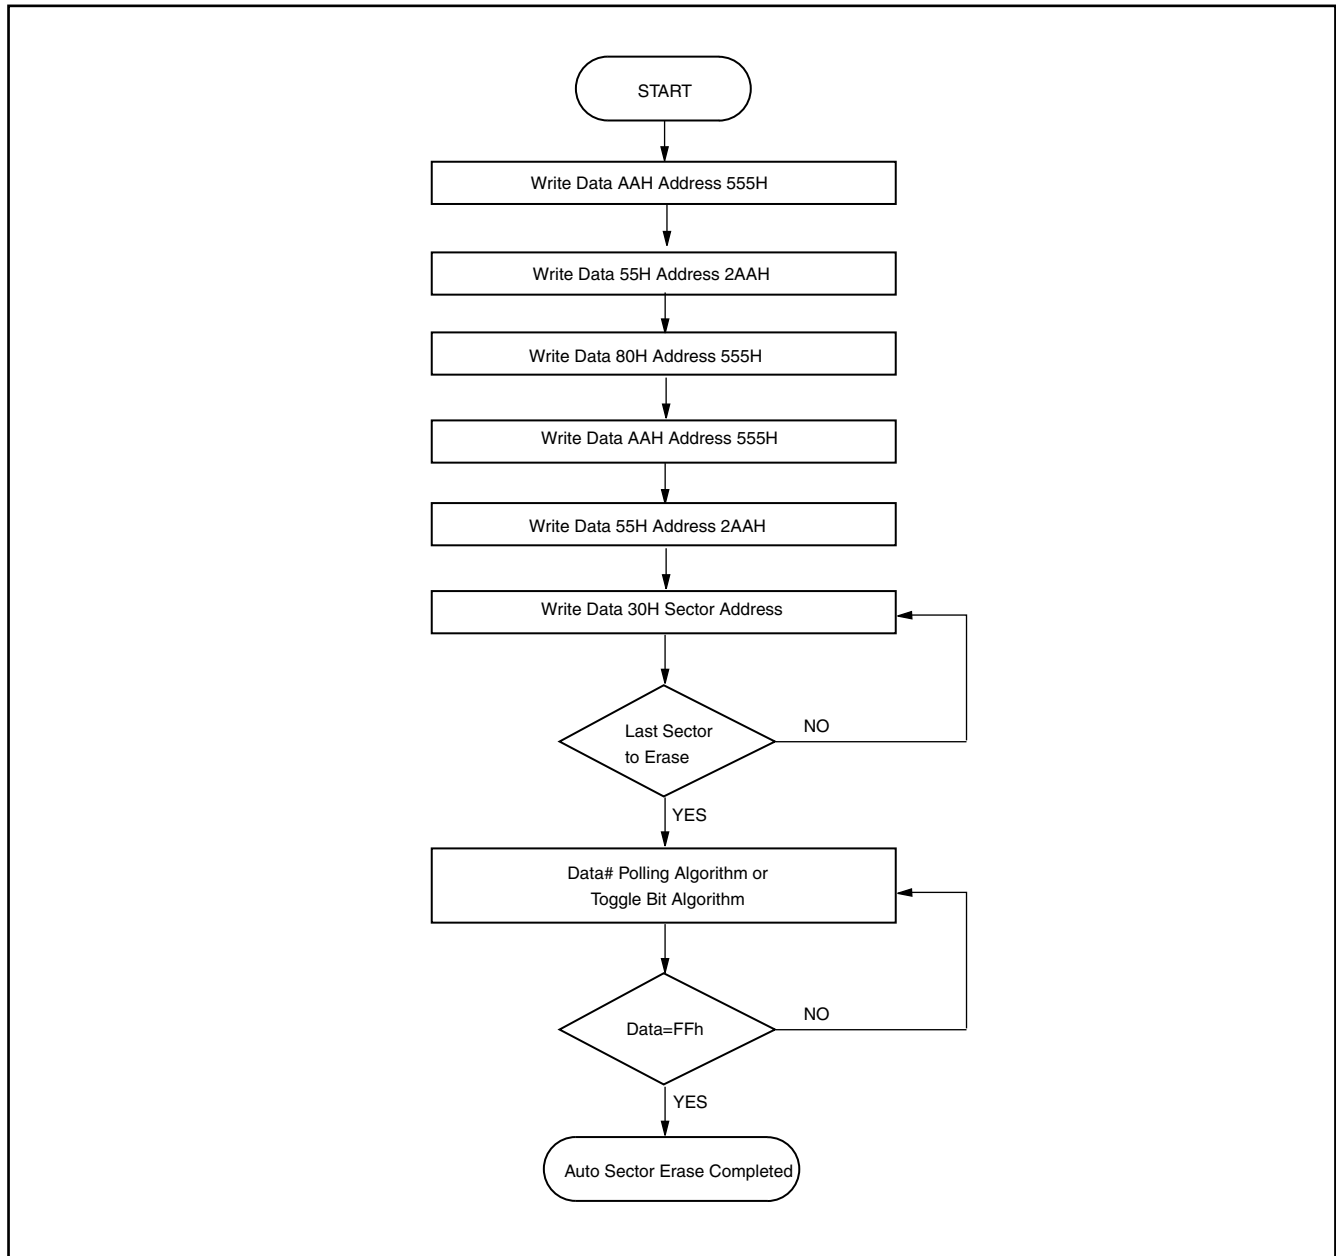 START
Write Data AAH Address 555H
Write Data 55H Address 2AAH
Write Data 80H Address 555H
Write Data AAH Address 555H
Write Data 55H Address 2AAH
Write Data 30H Sector Address
Last Sector
to Erase
NO
YES
Data# Polling Algorithm or
Toggle Bit Algorithm
Data=FFh
NO
YES
Auto Sector Erase Completed